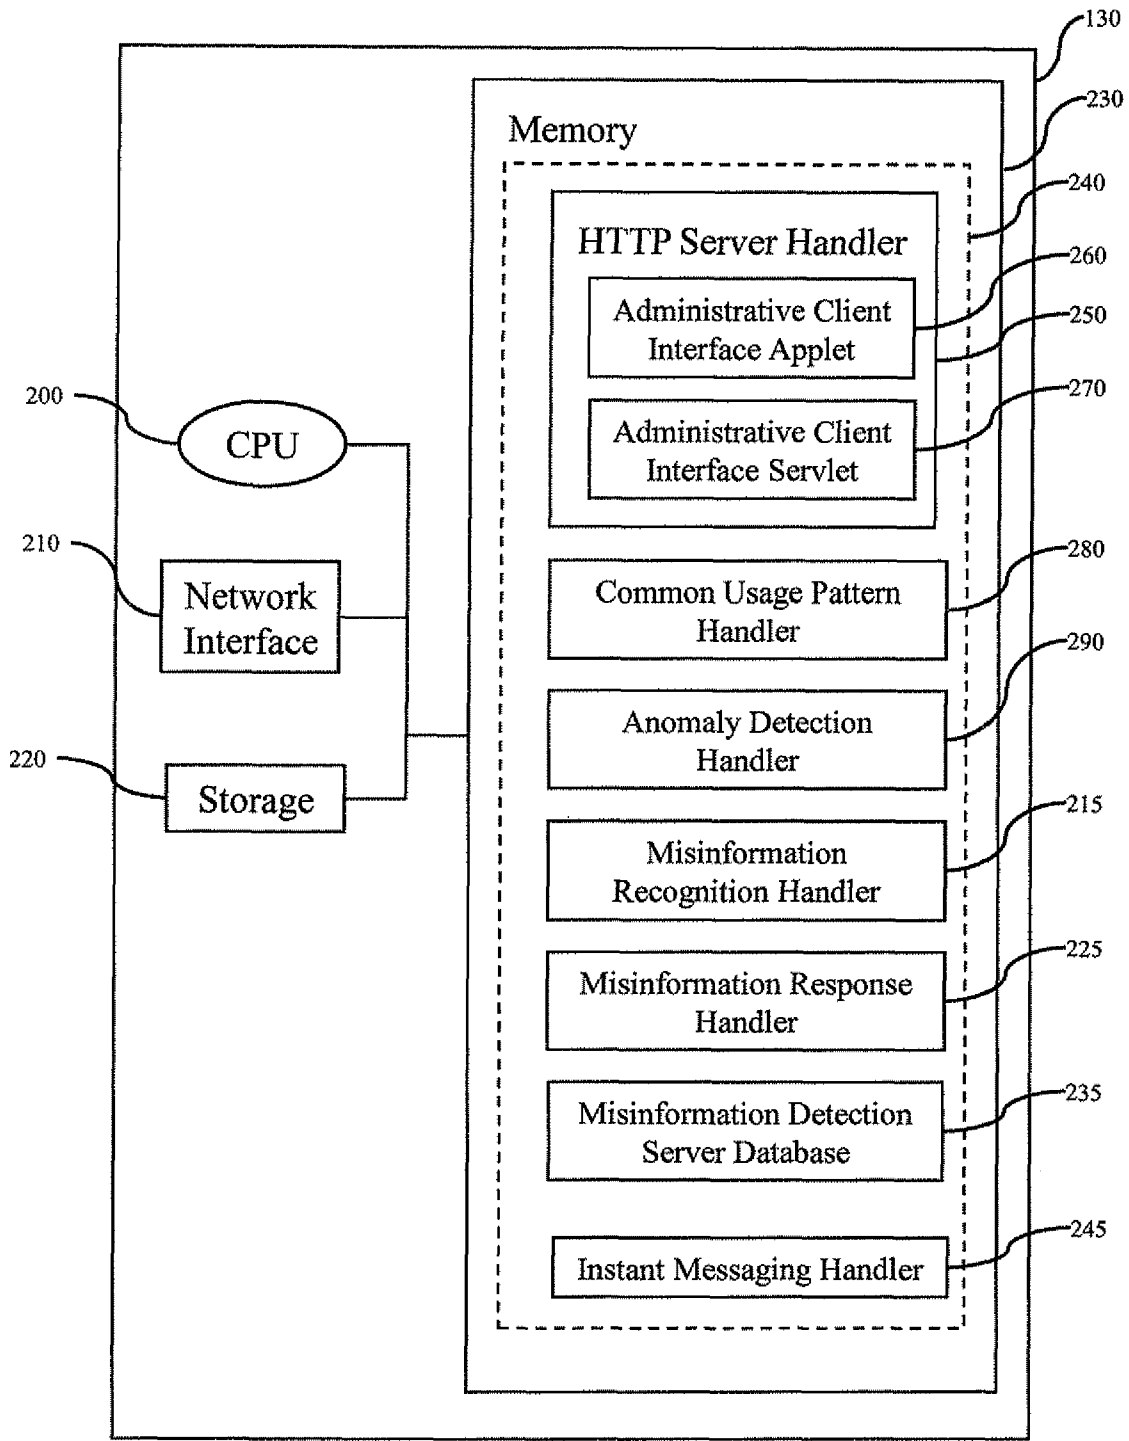 130
230
Memory
240
HTTP Server Handler
260
Administrative Client
Interface Applet
250
270
Administrative Client
Interface Servlet
200
CPU
210
Network
Interface
220
Storage
280
Common Usage Pattern
Handler
290
Anomaly Detection
Handler
215
Misinformation
Recognition Handler
225
Misinformation Response
Handler
235
Misinformation Detection
Server Database
245
Instant Messaging Handler